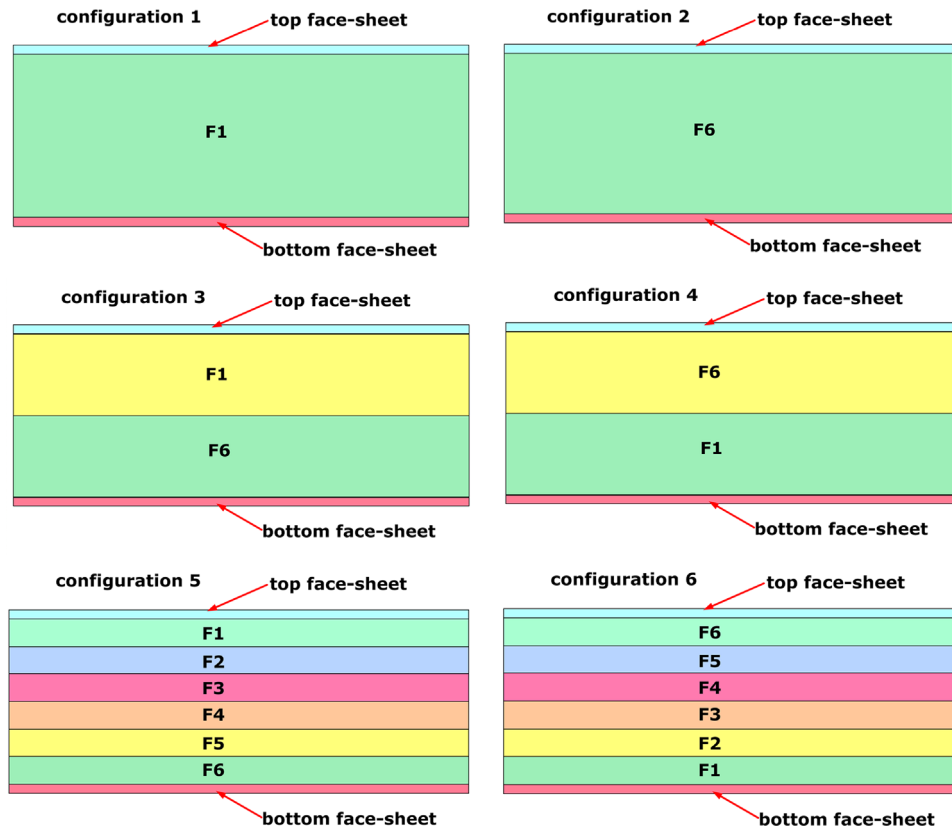 configuration 1
top face-sheet
F1
bottom face-sheet
configuration 2
top face-sheet
F6
bottom face-sheet
configuration 3
top face-sheet
F1
F6
bottom face-sheet
configuration 4
top face-sheet
F6
F1
bottom face-sheet
configuration 5
top face-sheet
F1
F2
F3
F4
F5
F6
bottom face-sheet
configuration 6
top face-sheet
F6
F5
F4
F3
F2
F1
bottom face-sheet